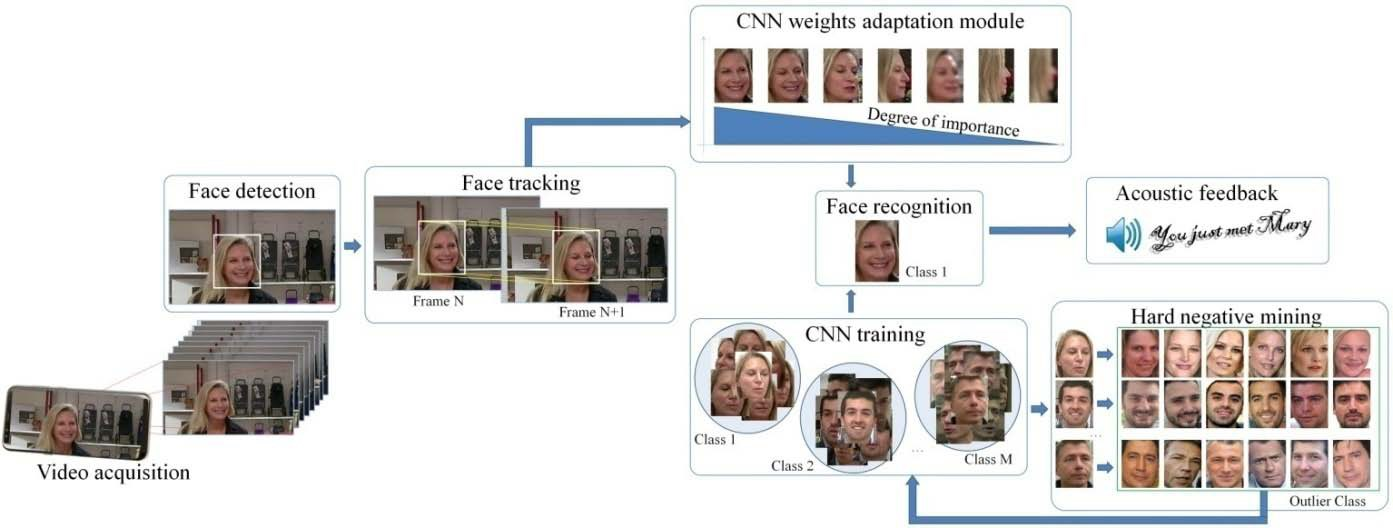 CNN weights adaptation module
Degree of importance
Face detection
Face tracking
Frame N
Frame N+1
Video acquisition
Face recognition
Class 1
Acoustic feedback
You just met Mary
CNN training
Class 1
Class 2
...
Class M
Hard negative mining
...
Outlier Class